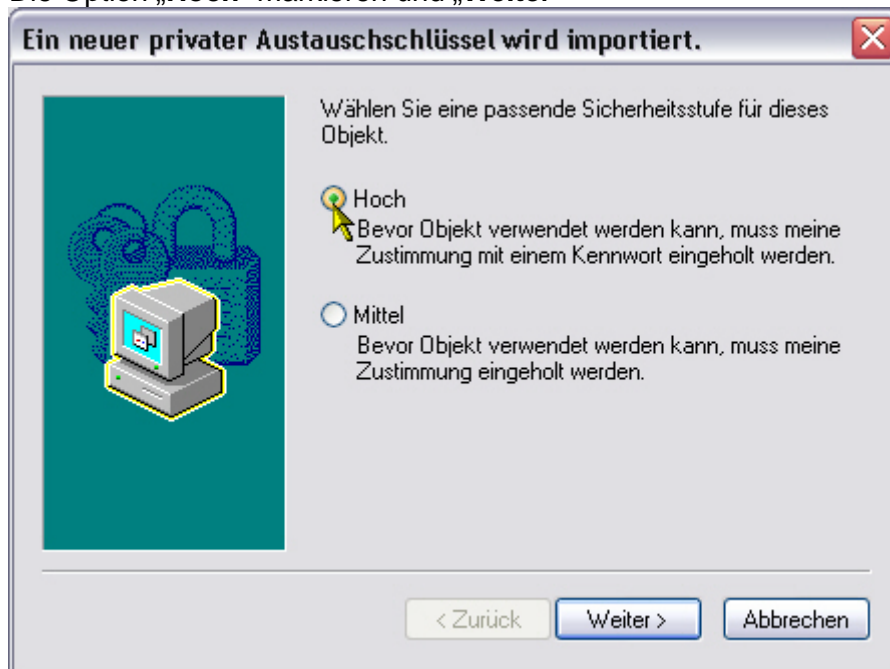 Ein neuer privater Austauschschlüssel wird importiert.
Wählen Sie eine passende Sicherheitsstufe für dieses
Objekt.
Hoch
Bevor Objekt verwendet werden kann, muss meine
Zustimmung mit einem Kennwort eingeholt werden.
Mittel
Bevor Objekt verwendet werden kann, muss meine
Zustimmung eingeholt werden.
< Zurück
Weiter >
Abbrechen